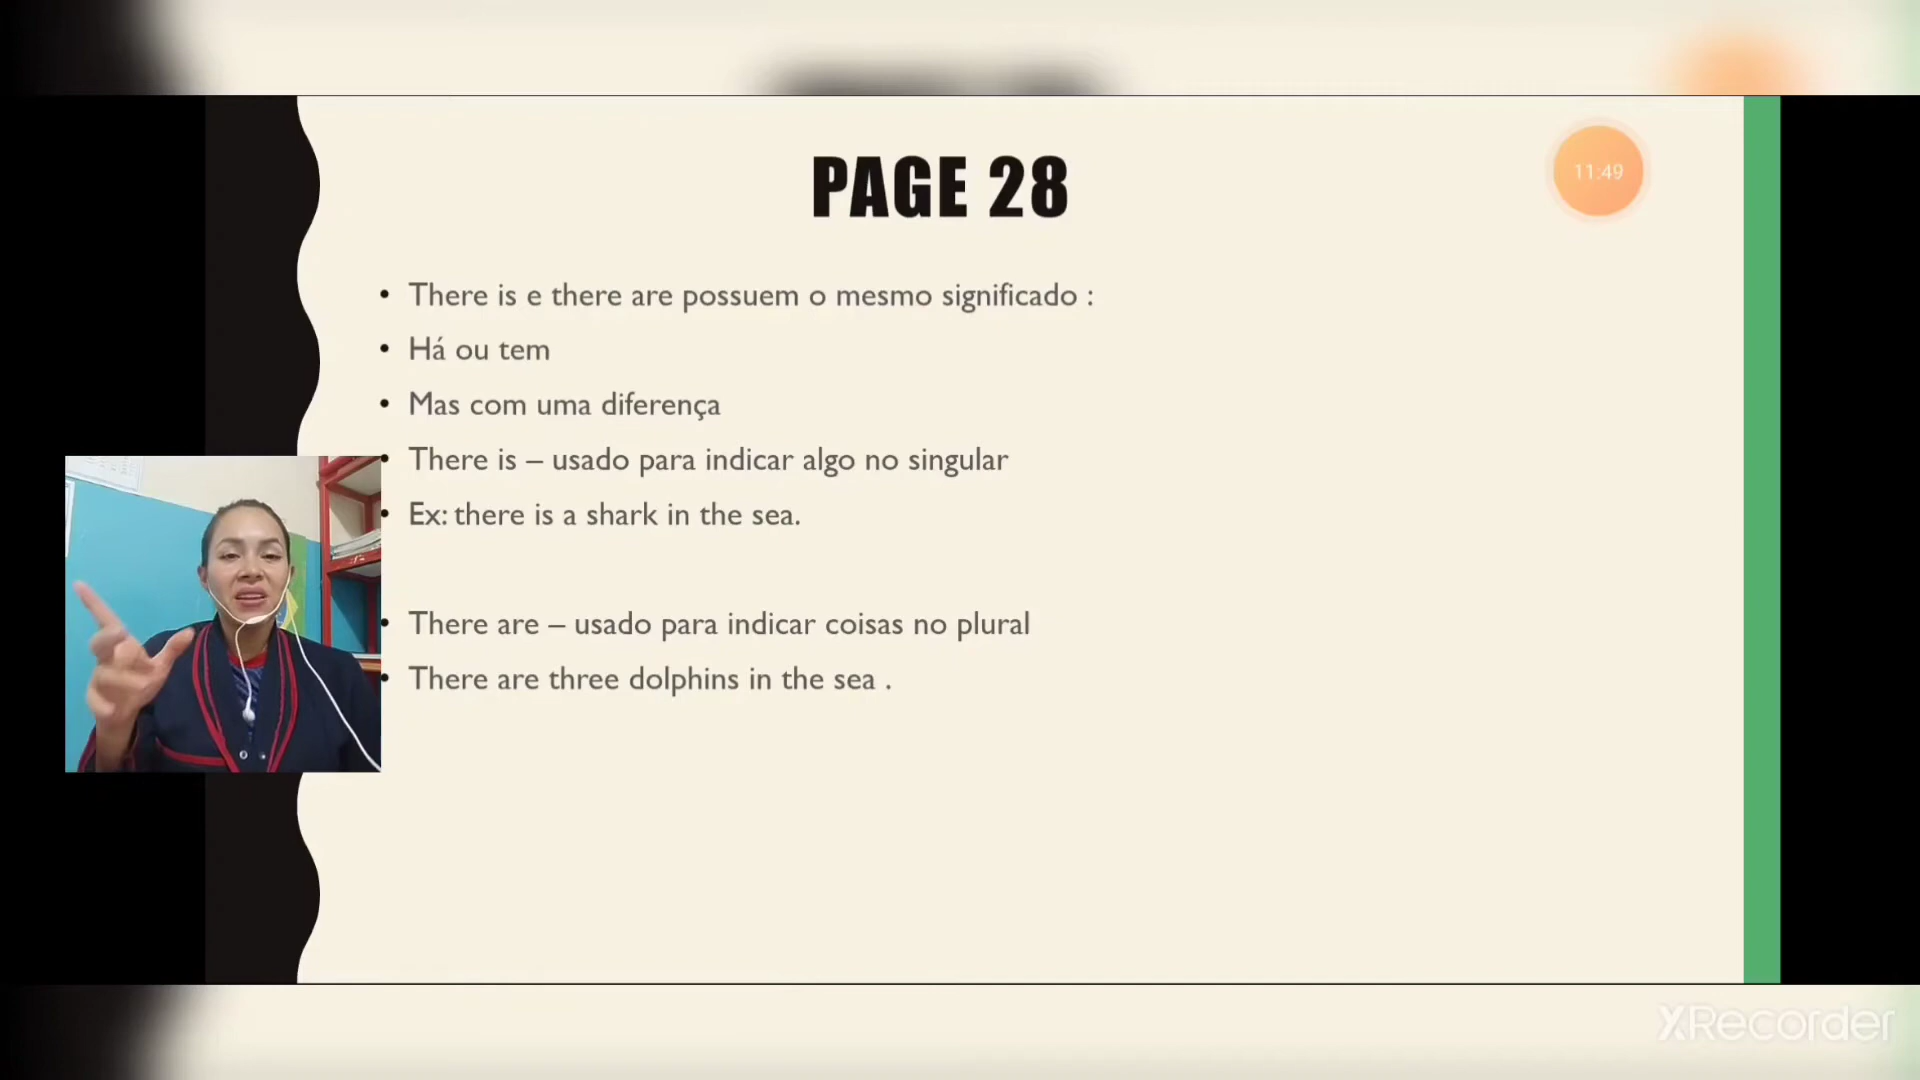 PAGE 28
11:49
• There is e there are possuem o mesmo significado :
• Há ou tem
• Mas com uma diferença
• There is – usado para indicar algo no singular
• Ex: there is a shark in the sea.
• There are – usado para indicar coisas no plural
• There are three dolphins in the sea .
XRecorder